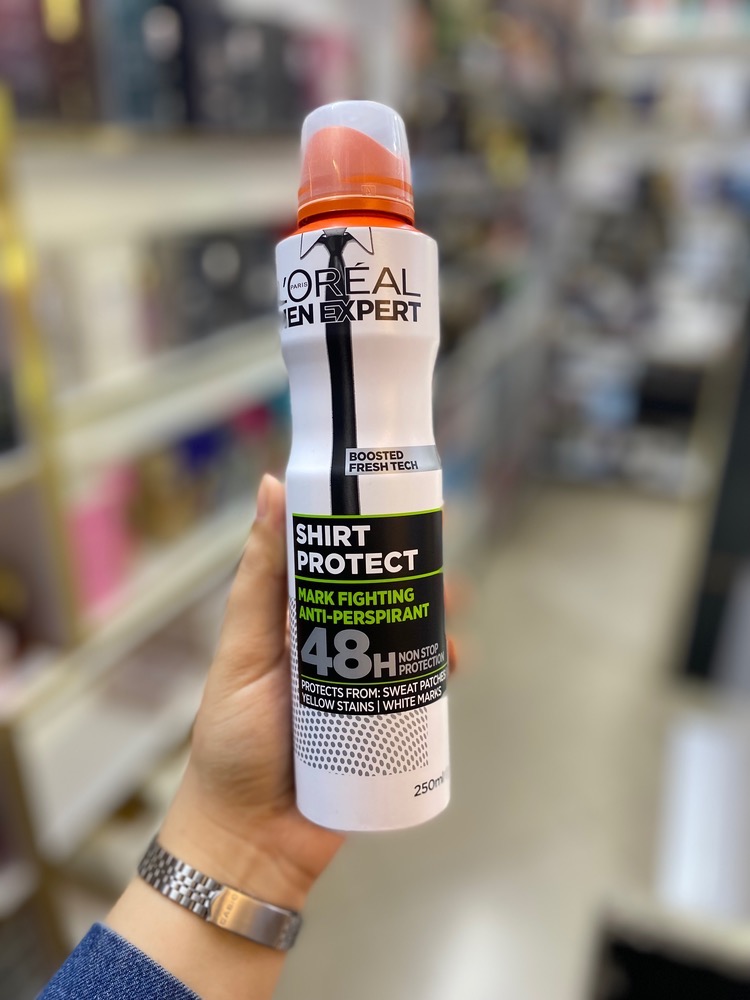 L'ORÉAL
PARIS
MEN EXPERT
BOOSTED
FRESH TECH
SHIRT
PROTECT
MARK FIGHTING
ANTI-PERSPIRANT
48H NON STOP
PROTECTION
PROTECTS FROM: SWEAT PATCHES
YELLOW STAINS | WHITE MARKS
250ml